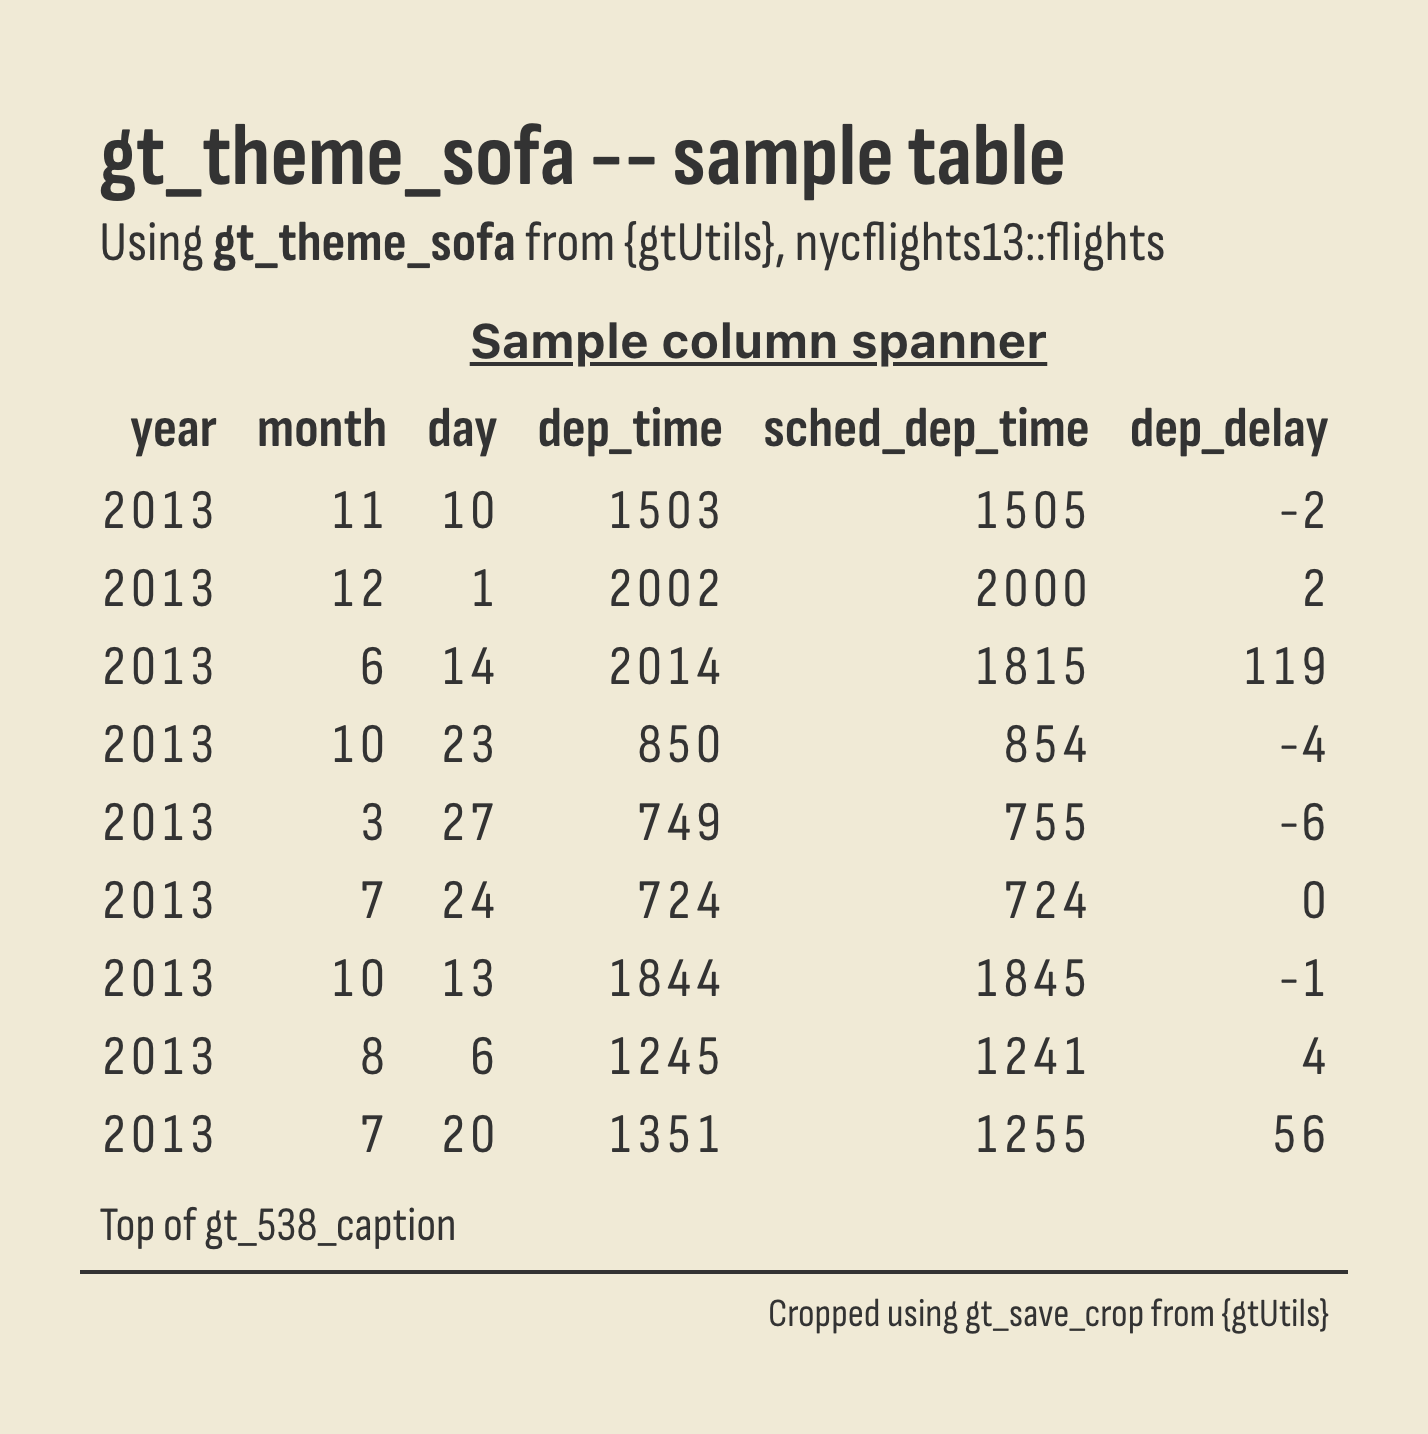 gt_theme_sofa -- sample table
Using gt_theme_sofa from {gtUtils}, nycflights13::flights
Sample column spanner
year month day dep_time sched_dep_time dep_delay
2013 11 10 1503 1505 -2
2013 12 1 2002 2000 2
2013 6 14 2014 1815 119
2013 10 23 850 854 -4
2013 3 27 749 755 -6
2013 7 24 724 724 0
2013 10 13 1844 1845 -1
2013 8 6 1245 1241 4
2013 7 20 1351 1255 56
Top of gt_538_caption
Cropped using gt_save_crop from {gtUtils}